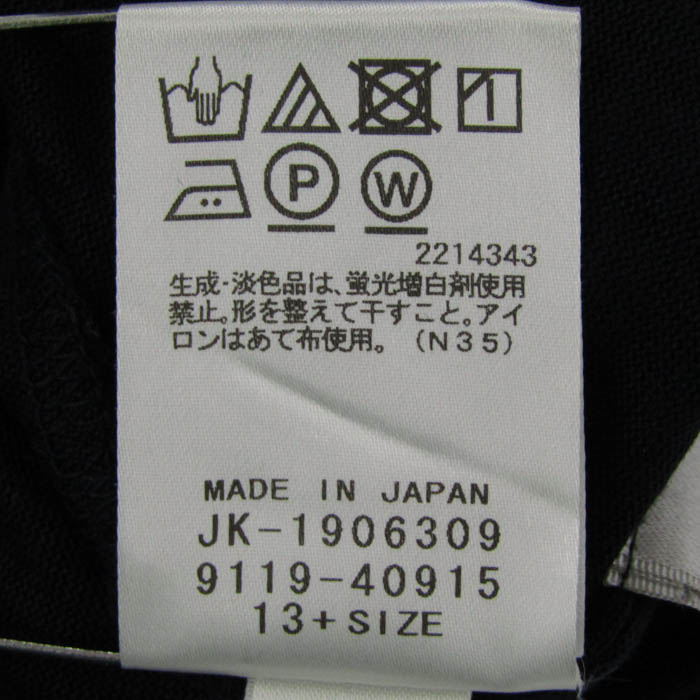 P W
2214343
生成・淡色品は、蛍光増白剤使用
禁止。形を整えて干すこと。アイ
ロンはあて布使用。（N35）
MADE IN JAPAN
JK-1906309
9119-40915
13+SIZE